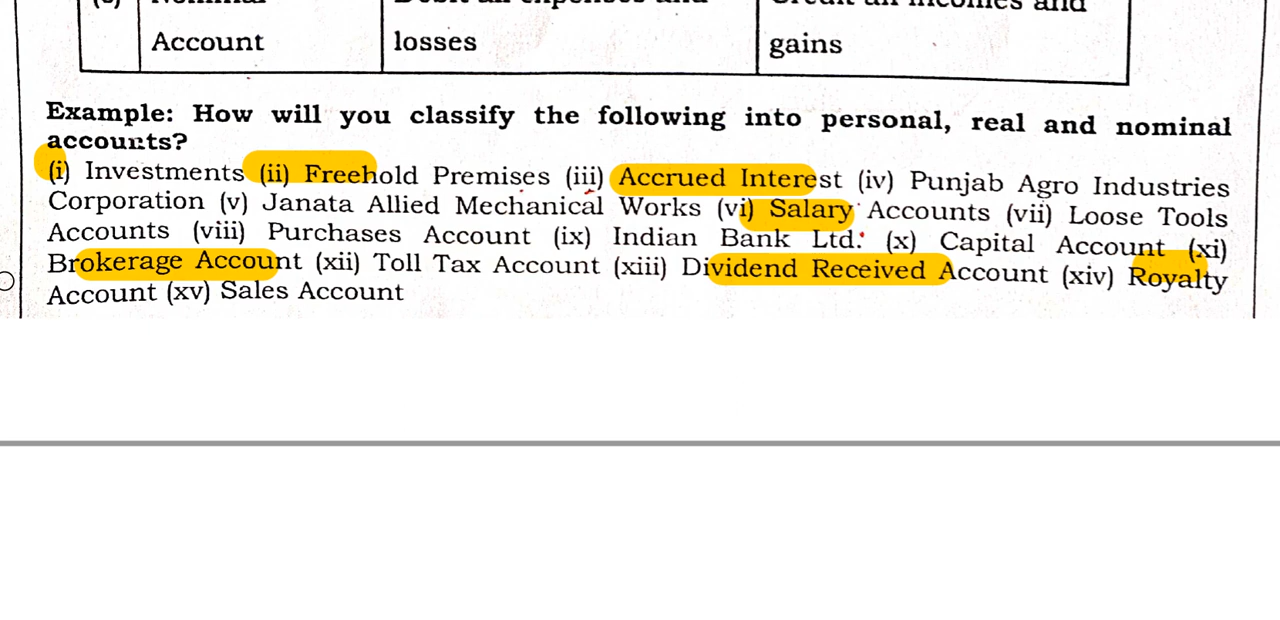 Account losses gains
Example: How will you classify the following into personal, real and nominal
accounts?
(i) Investments (ii) Freehold Premises (iii) Accrued Interest (iv) Punjab Agro Industries
Corporation (v) Janata Allied Mechanical Works (vi) Salary Accounts (vii) Loose Tools
Accounts (viii) Purchases Account (ix) Indian Bank Ltd. (x) Capital Account (xi)
Brokerage Account (xii) Toll Tax Account (xiii) Dividend Received Account (xiv) Royalty
Account (xv) Sales Account